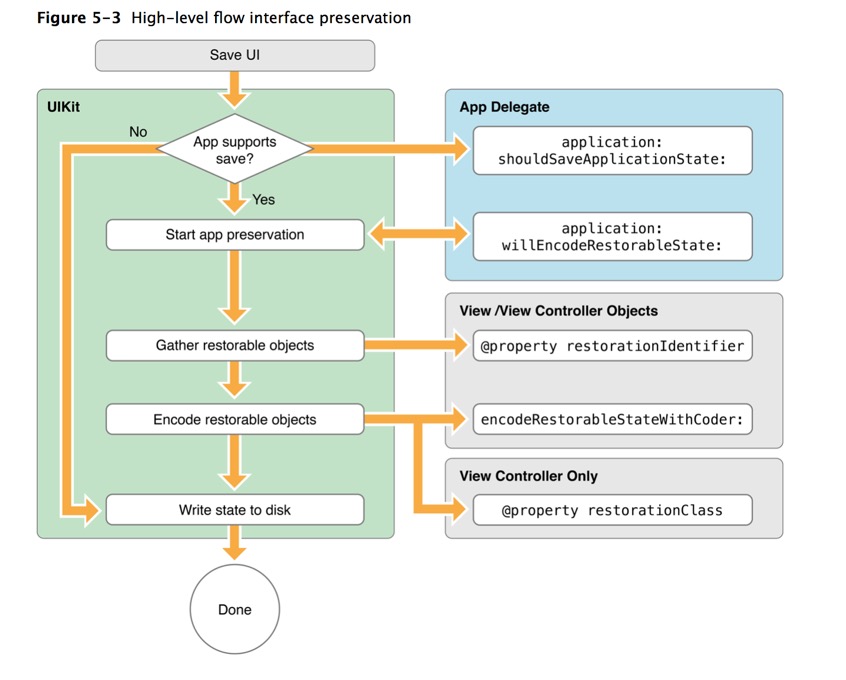 Figure 5-3 High-level flow interface preservation
Save UI
UIKit
No
App supports
save?
Yes
Start app preservation
Gather restorable objects
Encode restorable objects
Write state to disk
Done
App Delegate
application:
shouldSaveApplicationState:
application:
willEncodeRestorableState:
View /View Controller Objects
@property restorationIdentifier
encodeRestorableStateWithCoder:
View Controller Only
@property restorationClass